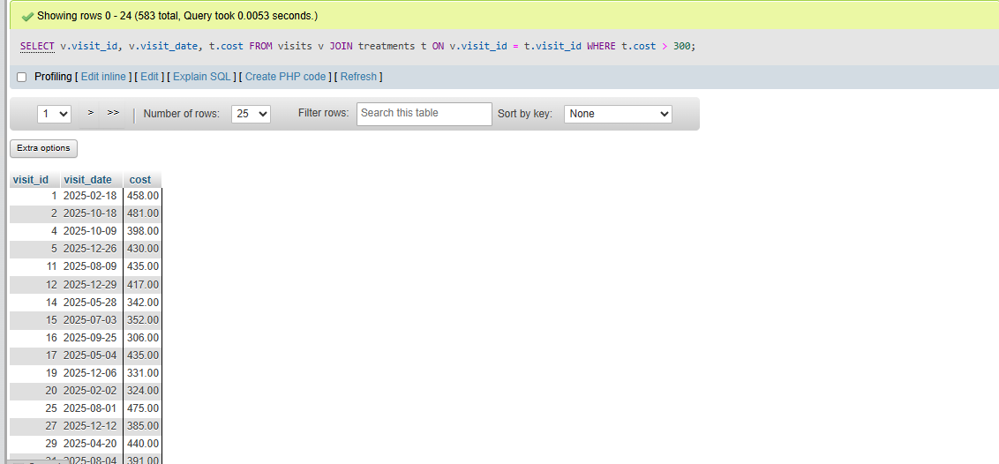 Showing rows 0 - 24 (583 total, Query took 0.0053 seconds.)
SELECT v.visit_id, v.visit_date, t.cost FROM visits v JOIN treatments t ON v.visit_id = t.visit_id WHERE t.cost > 300;
Profiling [ Edit inline ] [ Edit ] [ Explain SQL ] [ Create PHP code ] [ Refresh ]
1 > >> | Number of rows: 25 Filter rows: Search this table Sort by key: None
Extra options
visit_id visit_date cost
1 2025-02-18 458.00
2 2025-10-18 481.00
4 2025-10-09 398.00
5 2025-12-26 430.00
11 2025-08-09 435.00
12 2025-12-29 417.00
14 2025-05-28 342.00
15 2025-07-03 352.00
16 2025-09-25 306.00
17 2025-05-04 435.00
19 2025-12-06 331.00
20 2025-02-02 324.00
25 2025-08-01 475.00
27 2025-12-12 385.00
29 2025-04-20 440.00
2025-08-04 391.00